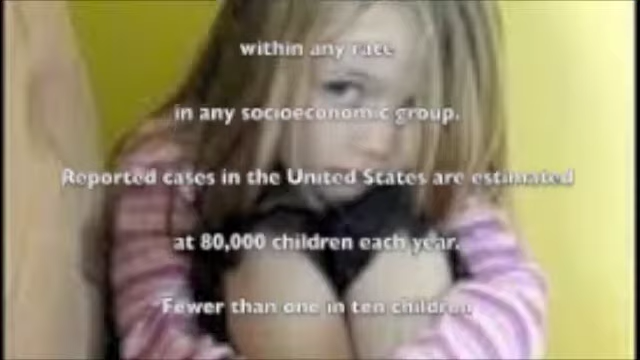 within any race
in any socioeconomic group.
Reported cases in the United States are estimated
at 80,000 children each year.
Fewer than one in ten children